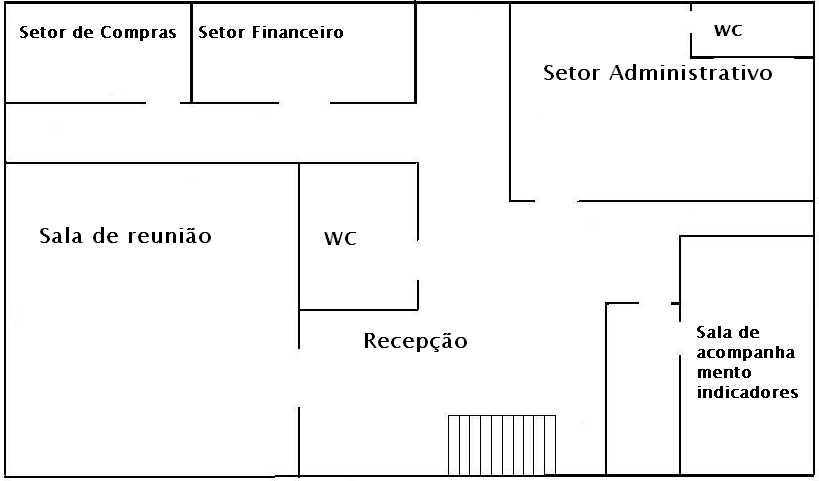 Setor de Compras
Setor Financeiro
WC
Setor Administrativo
Sala de reunião
WC
Recepção
Sala de
acompanha
mento
indicadores